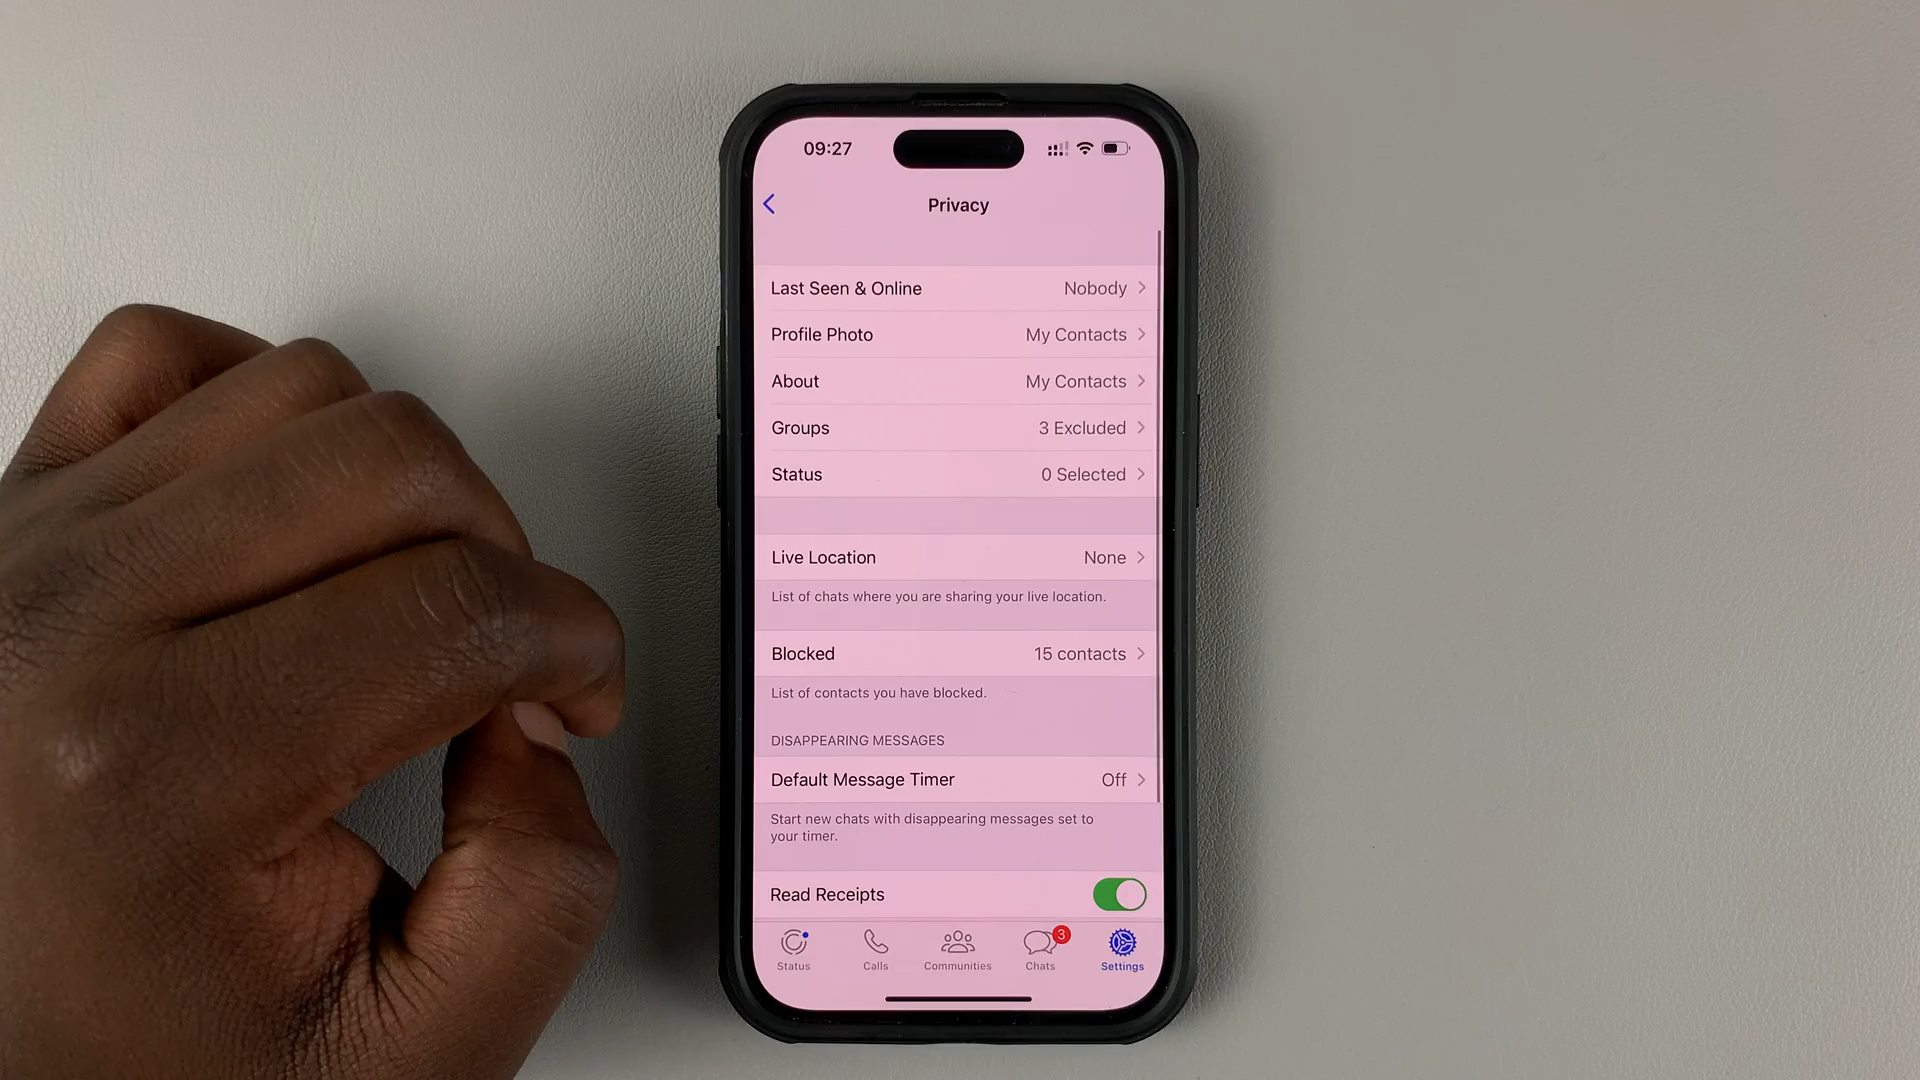 09:27
Privacy
Last Seen & Online Nobody
Profile Photo My Contacts
About My Contacts
Groups 3 Excluded
Status 0 Selected
Live Location None
List of chats where you are sharing your live location.
Blocked 15 contacts
List of contacts you have blocked.
DISAPPEARING MESSAGES
Default Message Timer Off
Start new chats with disappearing messages set to
your timer.
Read Receipts
3
Status Calls Communities Chats Settings